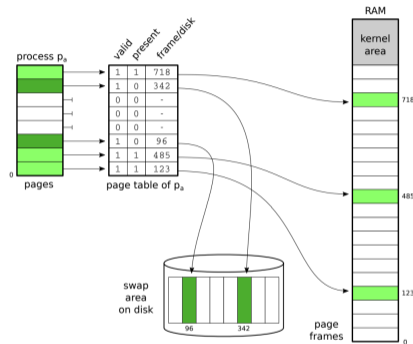 RAM
kernel
area
valid
present
frame/disk
process pa
1 1 718
1 0 342
0 0 -
0 0 -
0 0 -
1 0 96
1 1 485
1 1 123
0
pages
page table of pa
718
485
123
0
swap
area
on disk
96
342
page
frames